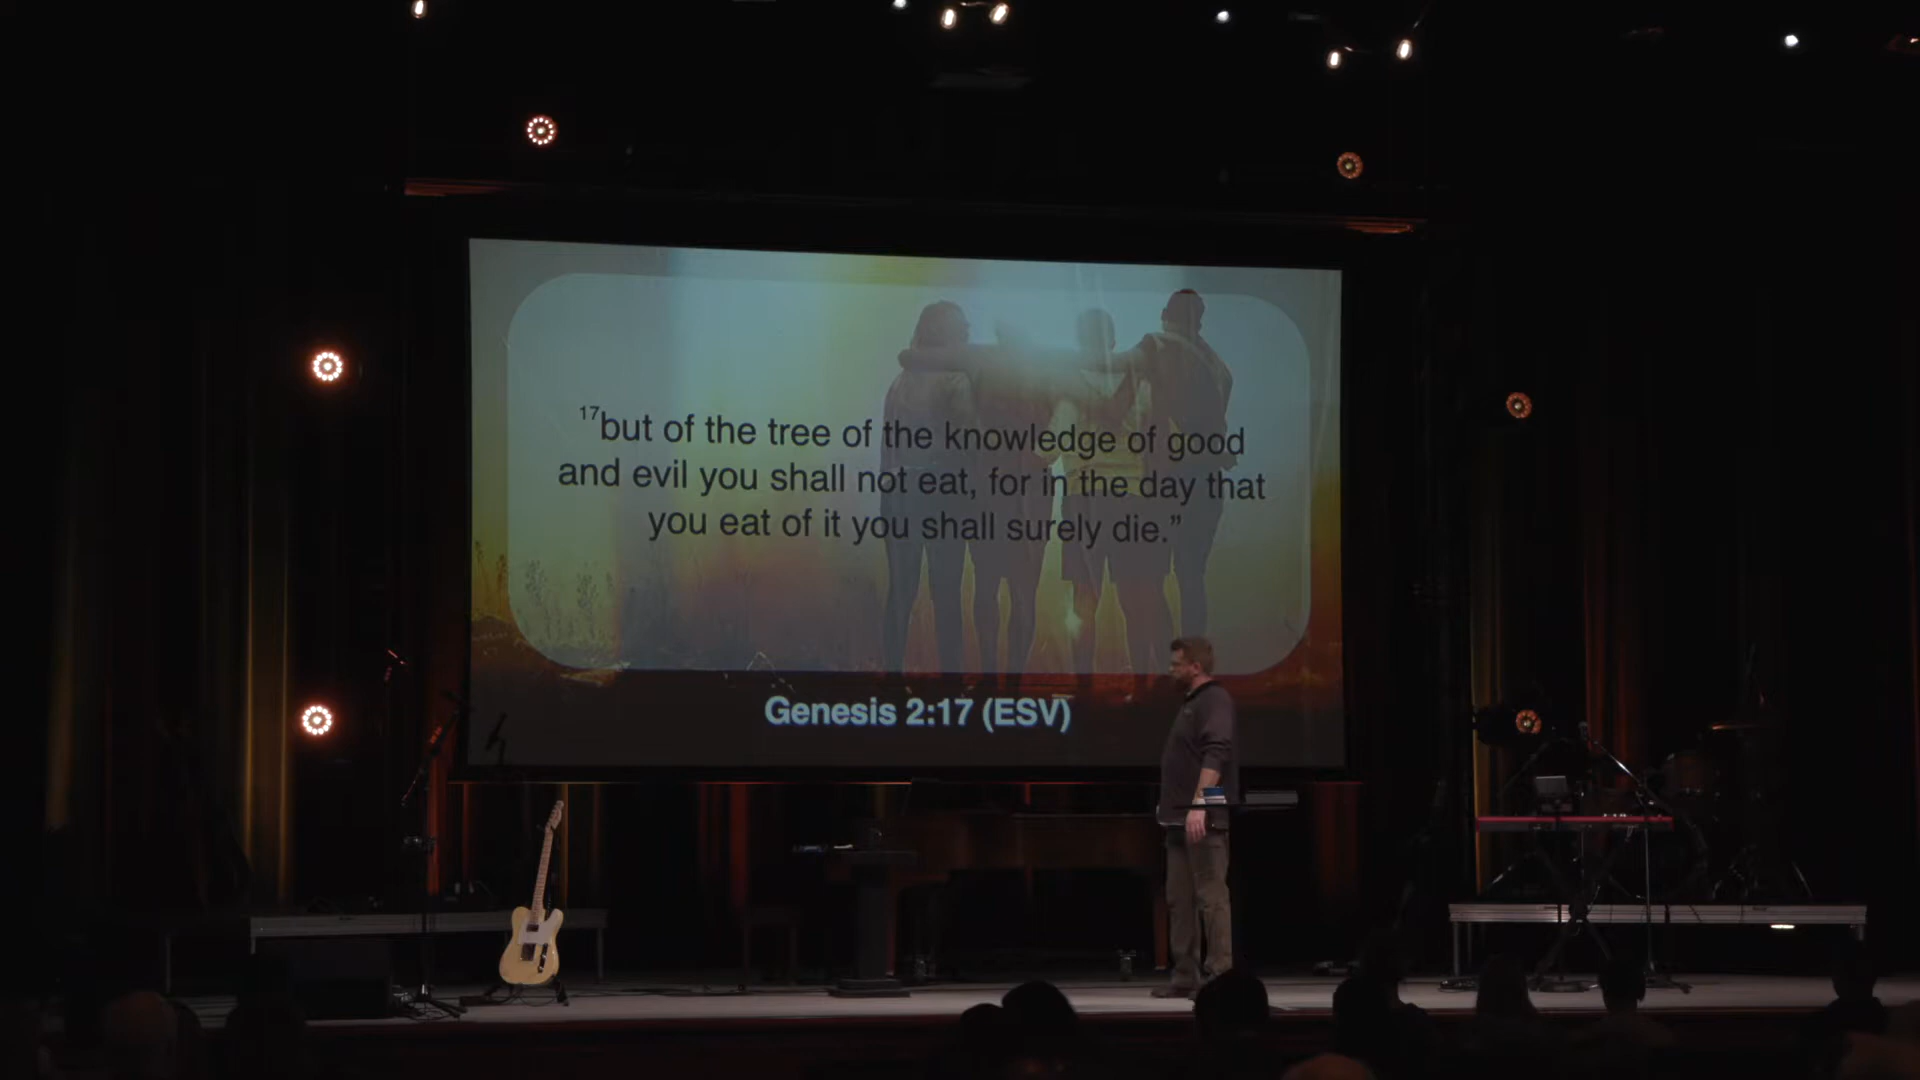 17but of the tree of the knowledge of good
and evil you shall not eat, for in the day that
you eat of it you shall surely die.”
Genesis 2:17 (ESV)